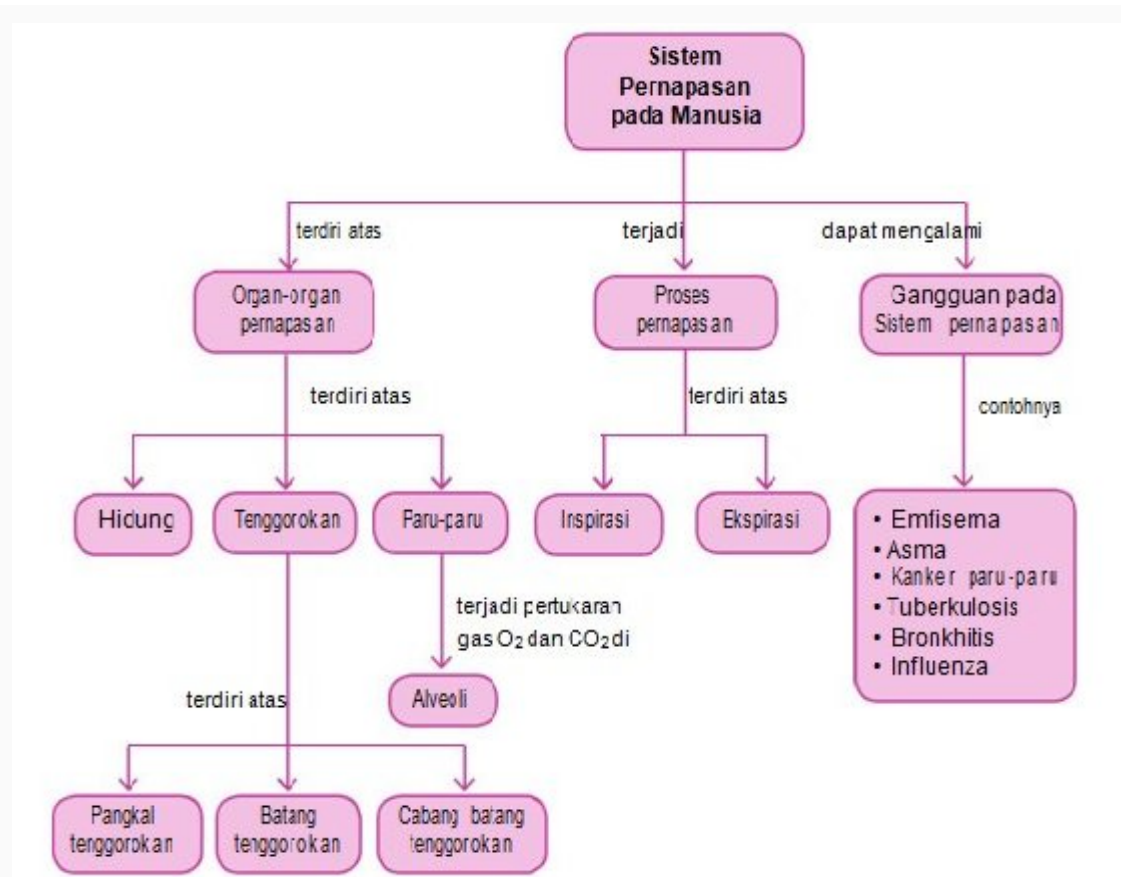 Sistem
Pernapasan
pada Manusia
terdiri atas
terjadi
dapat mengalami
Organ-organ
pernapasan
Proses
pernapasan
Gangguan pada
Sistem pernapasan
terdiri atas
terdiri atas
contohnya
Hidung
Tenggorokan
Paru-paru
Inspirasi
Ekspirasi
• Emfisema
• Asma
• Kanker paru-paru
• Tuberkulosis
• Bronkhitis
• Influenza
terjadi pertukaran
gas O₂ dan CO₂ di
Alveoli
terdiri atas
Pangkal
tenggorokan
Batang
tenggorokan
Cabang batang
tenggorokan